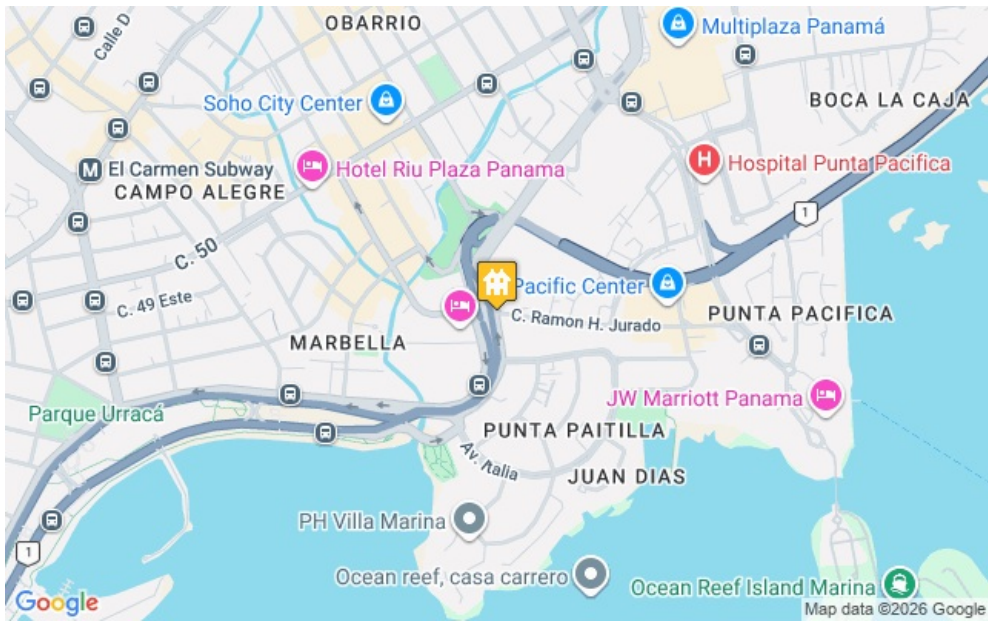 OBARRIO
Calle D
Multiplaza Panamá
Soho City Center
BOCA LA CAJA
El Carmen Subway
M
Hotel Riu Plaza Panama
H
Hospital Punta Pacifica
CAMPO ALEGRE
1
C. 50
Pacific Center
C. 49 Este
C. Ramon H. Jurado
PUNTA PACIFICA
MARBELLA
JW Marriott Panama
Parque Urracá
PUNTA PAITILLA
Av. Italia
JUAN DIAS
PH Villa Marina
1
Ocean reef, casa carrero
Ocean Reef Island Marina
Google
Map data ©2026 Google